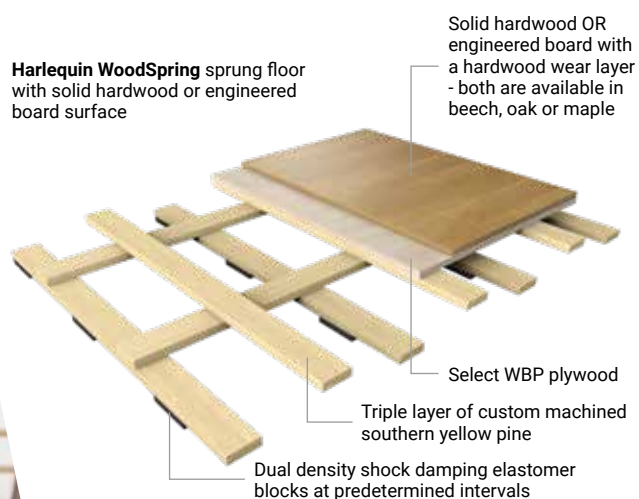 Harlequin WoodSpring sprung floor
with solid hardwood or engineered
board surface
Solid hardwood OR
engineered board with
a hardwood wear layer
- both are available in
beech, oak or maple
Select WBP plywood
Triple layer of custom machined
southern yellow pine
Dual density shock damping elastomer
blocks at predetermined intervals